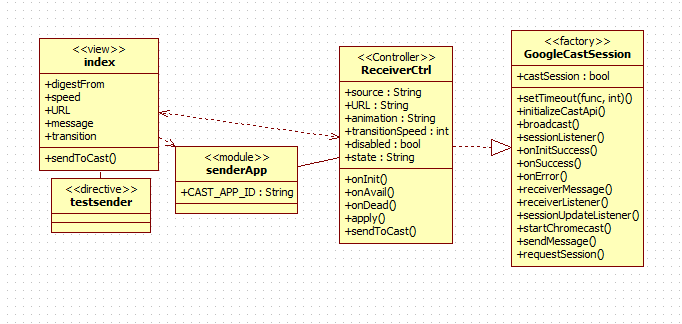 <<view>>
index
+digestFrom
+speed
+URL
+message
+transition
+sendToCast()
<<directive>>
testsender
<<module>>
senderApp
+CAST_APP_ID : String
<<Controller>>
ReceiverCtrl
+source : String
+URL : String
+animation : String
+transitionSpeed : int
+disabled : bool
+state : String
+onInit()
+onAvail()
+onDead()
+apply()
+sendToCast()
<<factory>>
GoogleCastSession
+castSession : bool
+setTimeout(func, int)()
+initializeCastApi()
+broadcast()
+sessionListener()
+onInitSuccess()
+onSuccess()
+onError()
+receiverMessage()
+receiverListener()
+sessionUpdateListener()
+startChromecast()
+sendMessage()
+requestSession()